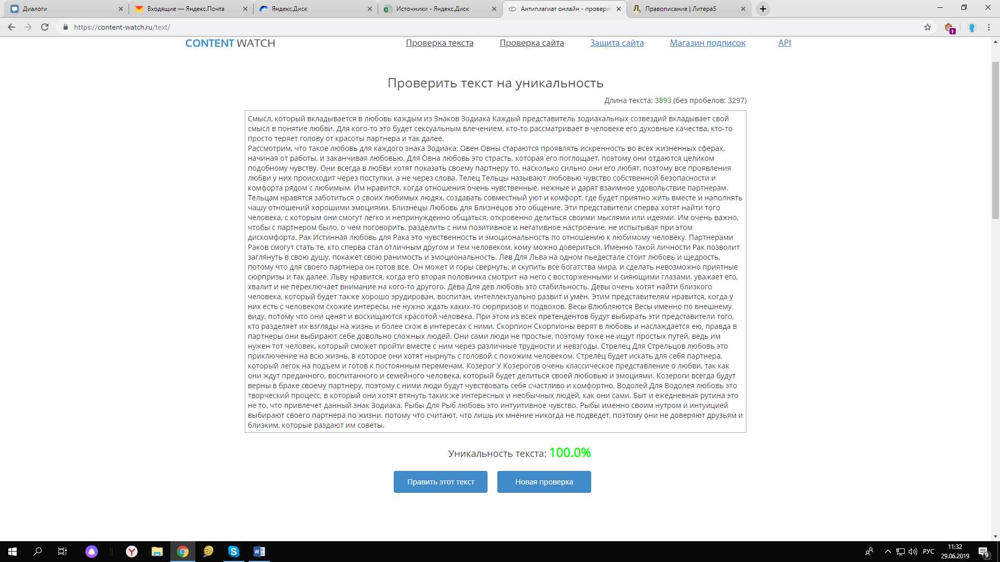 Диалоги
Входящие — Яндекс.Почта
Яндекс.Диск
Источники - Яндекс.Диск
Антиплагиат онлайн - провери
Правописание | Литера5
https://content-watch.ru/text/
1
CONTENT WATCH
Проверка текста
Проверка сайта
Защита сайта
Магазин подписок
API
Проверить текст на уникальность
Длина текста: 3893 (без пробелов: 3297)
Смысл, который вкладывается в любовь каждым из Знаков Зодиака Каждый представитель зодиакальных созвездий вкладывает свой
смысл в понятие любви. Для кого-то это будет сексуальным влечением, кто-то рассматривает в человеке его духовные качества, кто-то
просто теряет голову от красоты партнера и так далее.
Рассмотрим, что такое любовь для каждого знака Зодиака: Овен Овны стараются проявлять искренность во всех жизненных сферах,
начиная от работы, и заканчивая любовью. Для Овна любовь это страсть, которая его поглощает, поэтому они отдаются целиком
подобному чувству. Они всегда в любви хотят показать своему партнеру то, насколько сильно они его любят, поэтому все проявления
любви у них происходит через поступки, а не через слова. Телец Тельцы называют любовью чувство собственной безопасности и
комфорта рядом с любимым. Им нравится, когда отношения очень чувственные, нежные и дарят взаимное удовольствие партнерам.
Тельцам нравятся заботиться о своих любимых людях, создавать совместный уют и комфорт, где будет приятно жить вместе и наполнять
чашу отношений хорошими эмоциями. Близнецы Любовь для Близнецов это общение. Эти представители сперва хотят найти того
человека, с которым они смогут легко и непринужденно общаться, откровенно делиться своими мыслями или идеями. Им очень важно,
чтобы с партнером было, о чем поговорить, разделить с ним позитивное и негативное настроение, не испытывая при этом
дискомфорта. Рак Истинная любовь для Рака это чувственность и эмоциональность по отношению к любимому человеку. Партнерами
Раков смогут стать те, кто сперва стал отличным другом и тем человеком, кому можно довериться. Именно такой личности Рак позволит
заглянуть в свою душу, покажет свою ранимость и эмоциональность. Лев Для Льва на одном пьедестале стоит любовь и щедрость,
потому что для своего партнера он готов все. Он может и горы свернуть, и скупить все богатства мира, и сделать невозможно приятные
сюрпризы и так далее. Льву нравится, когда его вторая половинка смотрит на него с восторженными и сияющими глазами, уважает его,
хвалит и не переключает внимание на кого-то другого. Дева Для дев любовь это стабильность. Девы очень хотят найти близкого
человека, который будет также хорошо эрудирован, воспитан, интеллектуально развит и умён. Этим представителям нравится, когда у
них есть с человеком схожие интересы, не нужно ждать каких-то сюрпризов и подвохов. Весы Влюбляются Весы именно по внешнему
виду, потому что они ценят и восхищаются красотой человека. При этом из всех претендентов будут выбирать эти представители того,
кто разделяет их взгляды на жизнь и более схож в интересах с ними. Скорпион Скорпионы верят в любовь и наслаждается ею, правда в
партнеры они выбирают себе довольно сложных людей. Они сами люди не простые, поэтому тоже не ищут простых путей, ведь им
нужен тот человек, который сможет пройти вместе с ним через различные трудности и невзгоды. Стрелец Для Стрельцов любовь это
приключение на всю жизнь, в которое они хотят нырнуть с головой с похожим человеком. Стрелец будет искать для себя партнера,
который легок на подъем и готов к постоянным переменам. Козерог У Козерогов очень классическое представление о любви, так как
они ждут преданного, воспитанного и семейного человека, который будет делиться своей любовью и эмоциями. Козероги всегда будут
верны в браке своему партнеру, поэтому с ними люди будут чувствовать себя счастливо и комфортно. Водолей Для Водолея любовь это
творческий процесс, в который они хотят втянуть таких же интересных и необычных людей, как они сами. Быт и ежедневная рутина это
не то, что привлечет данный знак Зодиака. Рыбы Для Рыб любовь это интуитивное чувство. Рыбы именно своим нутром и интуицией
выбирают своего партнера по жизни, потому что считают, что лишь их мнение никогда не подведет, поэтому они не доверяют друзьям и
близким, которые раздают им советы.
Уникальность текста: 100.0%
Править этот текст
Новая проверка
РУС
11:32
29.06.2019
9